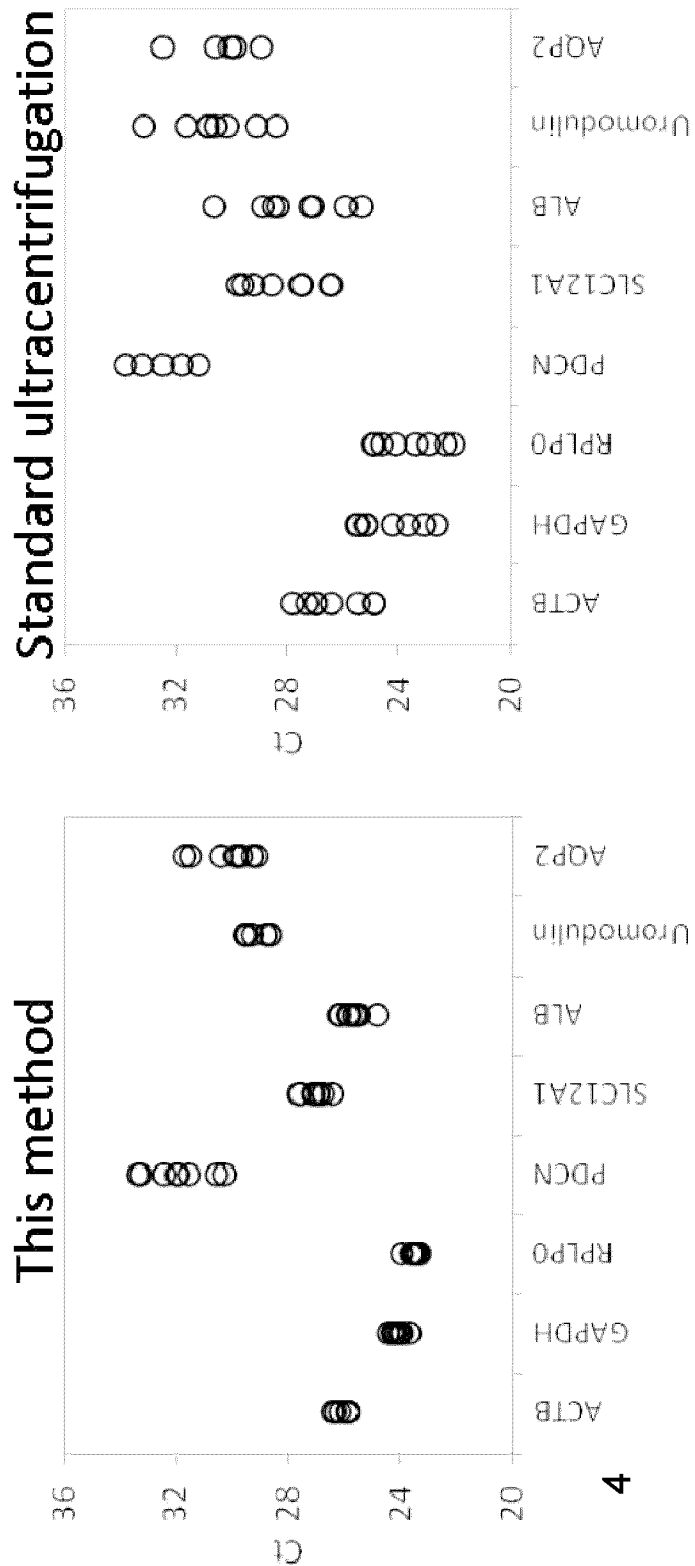 This method
36
32
28
24
20
Ct
ACTB
GAPDH
RPLP0
PDCN
SLC12A1
ALB
Uromodulin
AQP2
Standard ultracentrifugation
36
32
28
24
20
Ct
ACTB
GAPDH
RPLP0
PDCN
SLC12A1
ALB
Uromodulin
AQP2
4